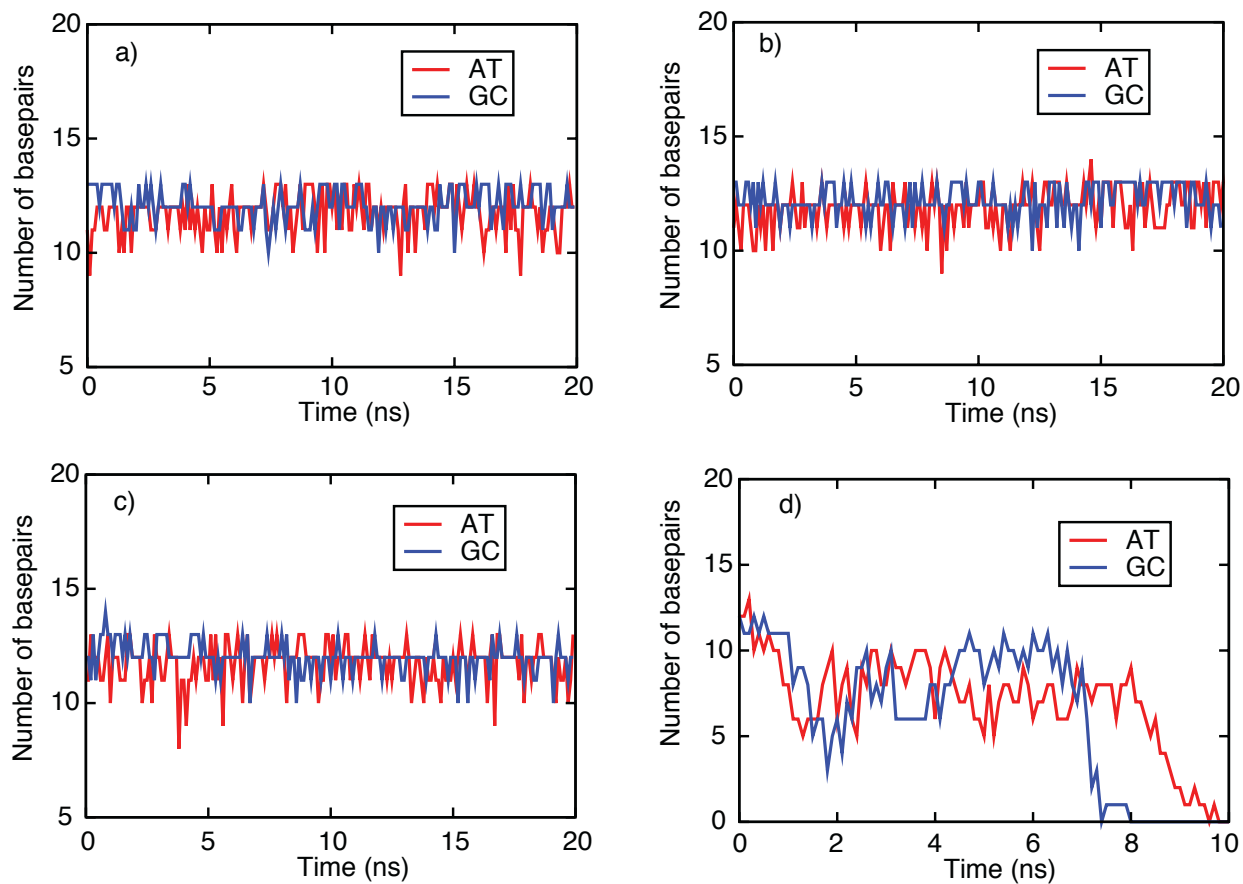 a)
AT
GC
Number of basepairs
20
15
10
5
0 5 10 15 20
Time (ns)
b)
AT
GC
Number of basepairs
20
15
10
5
0 5 10 15 20
Time (ns)
c)
AT
GC
Number of basepairs
20
15
10
5
0 5 10 15 20
Time (ns)
d)
AT
GC
Number of basepairs
20
15
10
5
0
0 2 4 6 8 10
Time (ns)